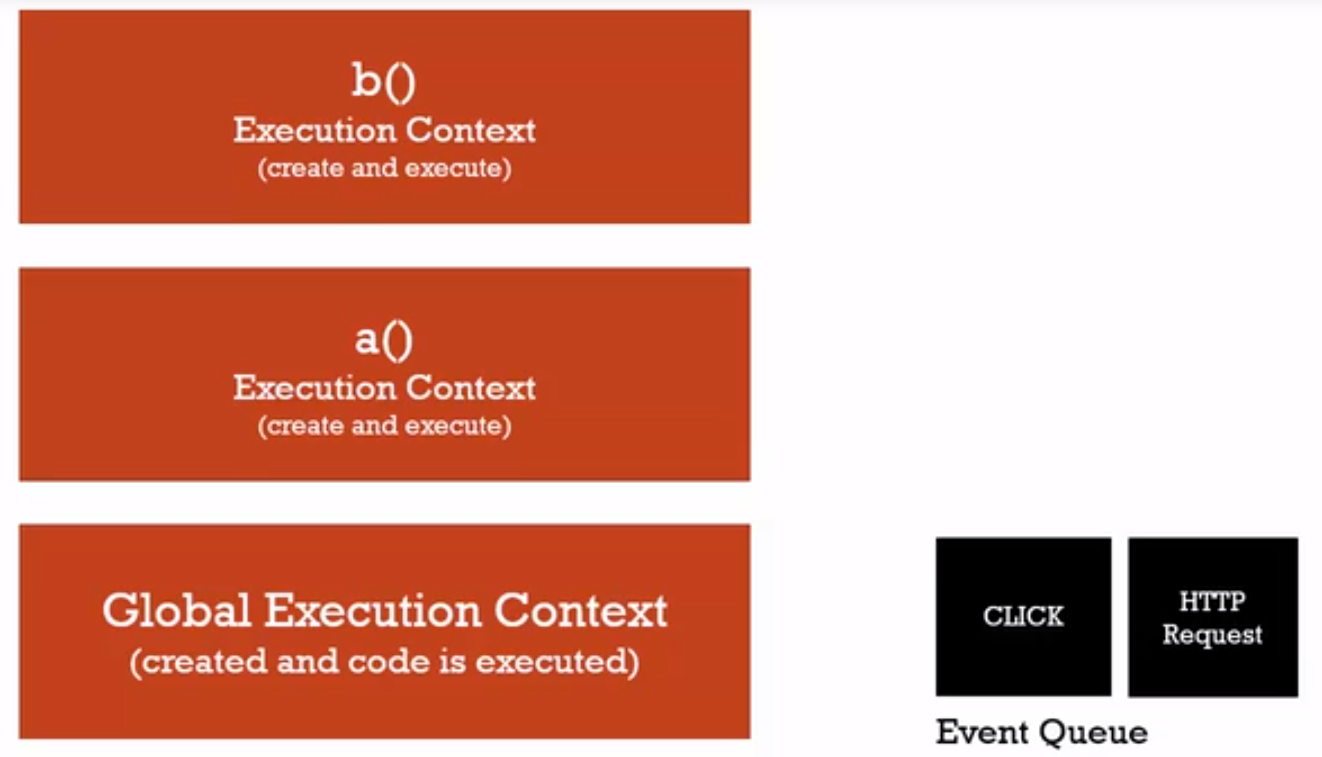 b()
Execution Context
(create and execute)
a()
Execution Context
(create and execute)
Global Execution Context
(created and code is executed)
CLICK
HTTP
Request
Event Queue